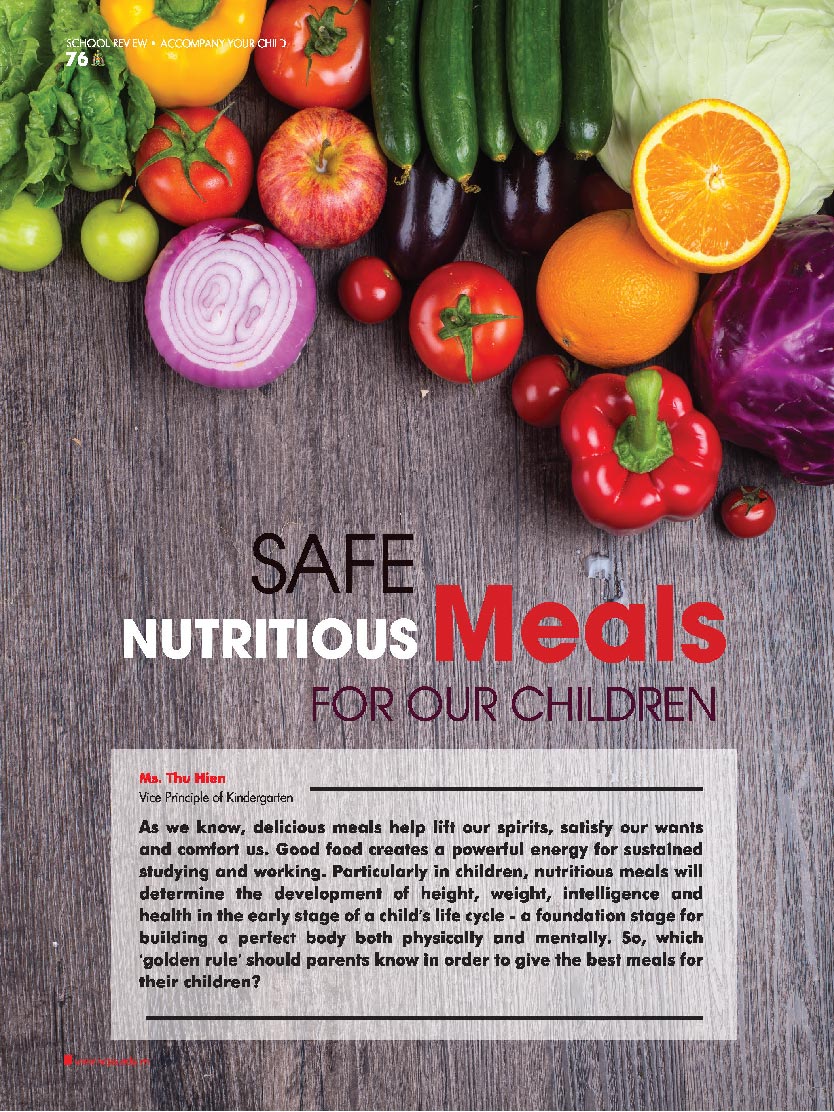 SCHOOL REVIEW • ACCOMPANY YOUR CHILD
76
SAFE
NUTRITIOUS Meals
FOR OUR CHILDREN
Ms. Thu Hien
Vice Principle of Kindergarten
As we know, delicious meals help lift our spirits, satisfy our wants
and comfort us. Good food creates a powerful energy for sustained
studying and working. Particularly in children, nutritious meals will
determine the development of height, weight, intelligence and
health in the early stage of a child's life cycle - a foundation stage for
building a perfect body both physically and mentally. So, which
'golden rule' should parents know in order to give the best meals for
their children?